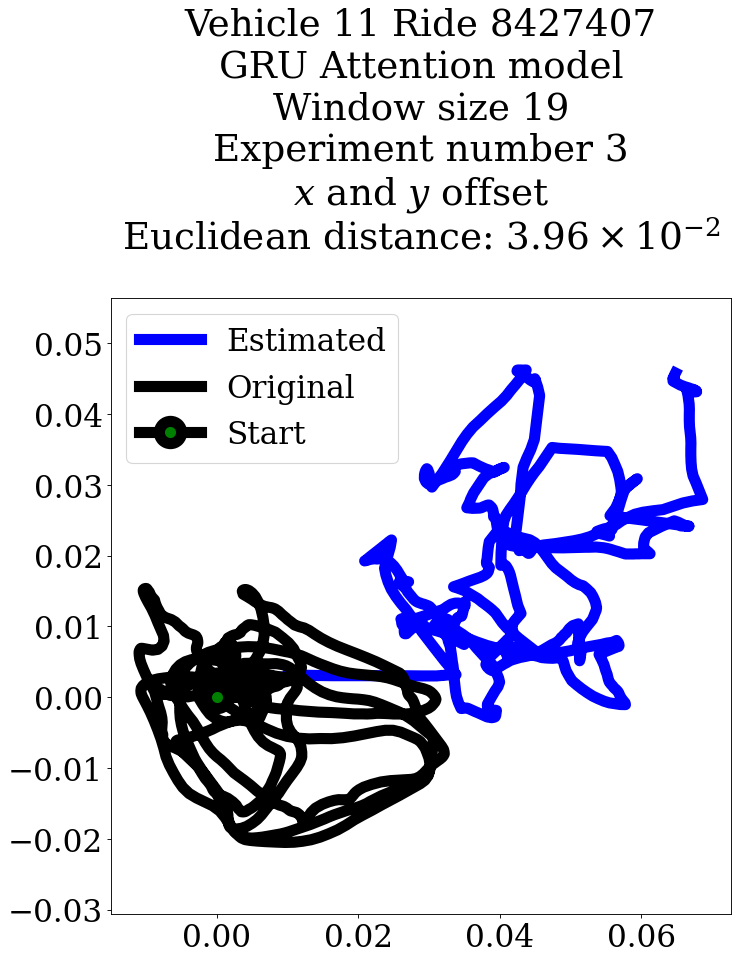 Vehicle 11 Ride 8427407
GRU Attention model
Window size 19
Experiment number 3
x and y offset
Euclidean distance: 3.96 × 10⁻²
Estimated
Original
Start
0.05
0.04
0.03
0.02
0.01
0.00
−0.01
−0.02
−0.03
0.00 0.02 0.04 0.06